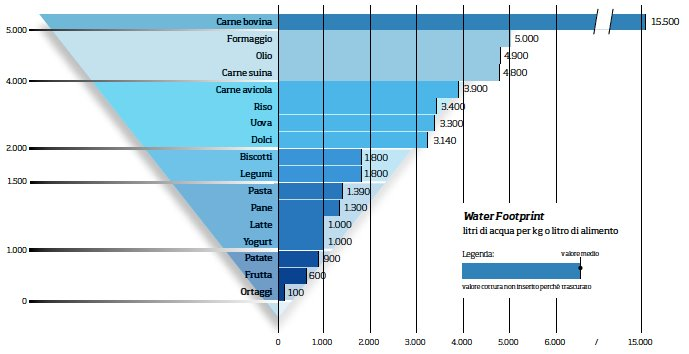 Carne bovina 15.500
5.000
Formaggio 5.000
Olio 4.900
Carne suina 4.800
4.000
Carne avicola 3.900
Riso 3.400
Uova 3.300
Dolci 3.140
2.000
Biscotti 1.800
Legumi 1.800
1.500
Pasta 1.390
Pane 1.300
Latte 1.000
Yogurt 1.000
1.000
Patate 900
Frutta 600
Ortaggi 100
0
Water Footprint
litri di acqua per kg o litro di alimento
Legenda: valore medio
valore cottura non inserito perchè trascurato
0 1.000 2.000 3.000 4.000 5.000 6.000 / 15.000